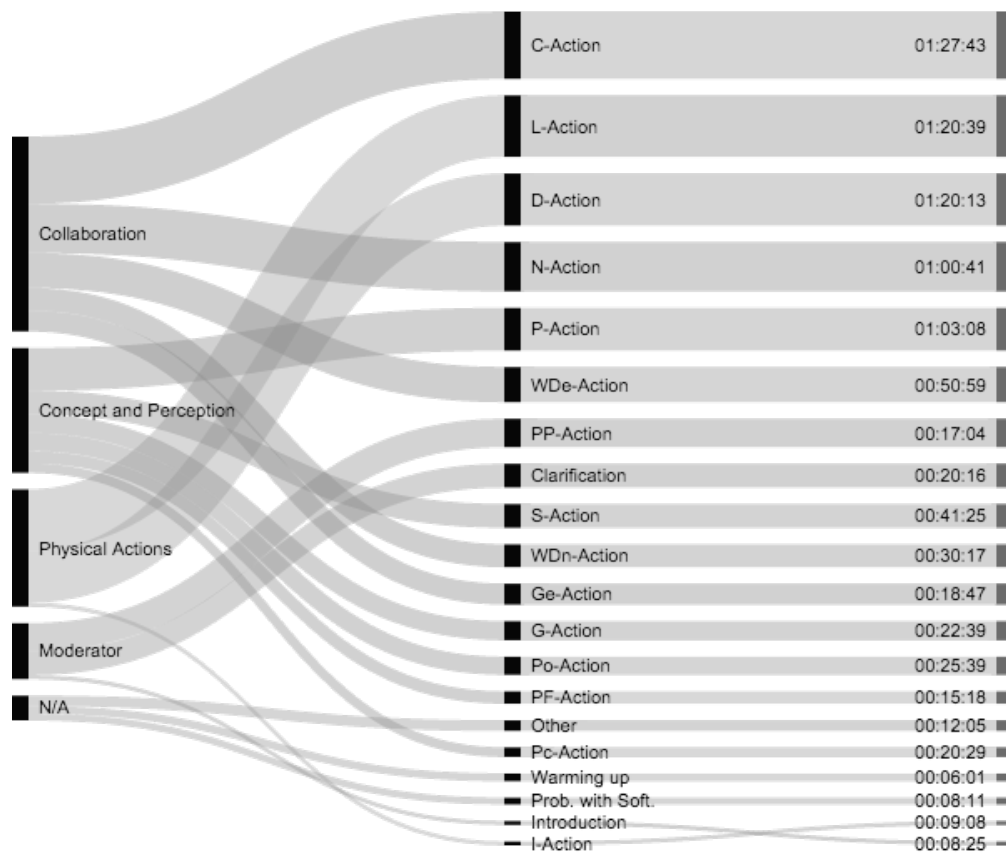 C-Action 01:27:43
L-Action 01:20:39
D-Action 01:20:13
Collaboration
N-Action 01:00:41
P-Action 01:03:08
WDe-Action 00:50:59
Concept and Perception
PP-Action 00:17:04
Clarification 00:20:16
S-Action 00:41:25
Physical Actions
WDn-Action 00:30:17
Ge-Action 00:18:47
G-Action 00:22:39
Moderator
Po-Action 00:25:39
PF-Action 00:15:18
N/A
Other 00:12:05
Pc-Action 00:20:29
Warming up 00:06:01
Prob. with Soft. 00:08:11
Introduction 00:09:08
I-Action 00:08:25